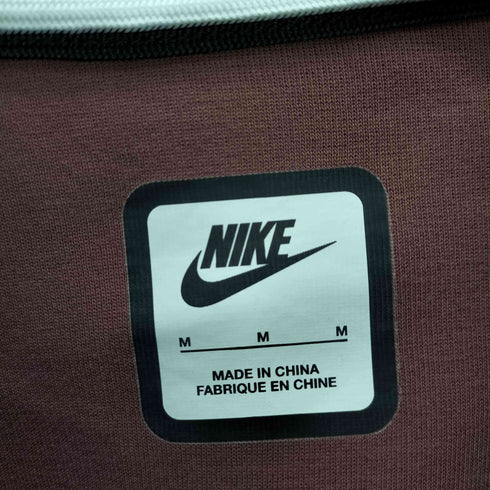 NIKE
M M M
MADE IN CHINA
FABRIQUE EN CHINE